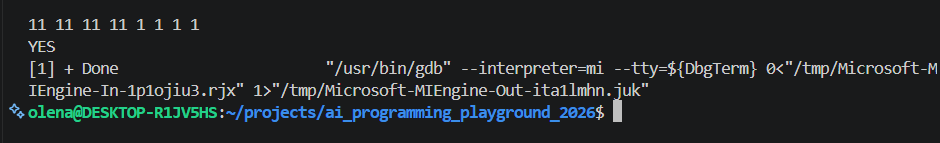 11 11 11 11 1 1 1 1
YES
[1] + Done                       "/usr/bin/gdb" --interpreter=mi --tty=${DbgTerm} 0<"/tmp/Microsoft-M
IEngine-In-1p1ojiu3.rjx" 1>"/tmp/Microsoft-MIEngine-Out-ita1lmhn.juk"
olena@DESKTOP-R1JV5HS:~/projects/ai_programming_playground_2026$